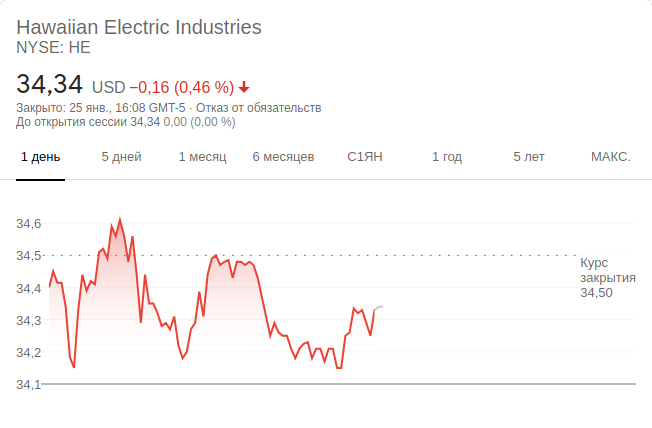 Hawaiian Electric Industries
NYSE: HE
34,34 USD −0,16 (0,46 %)
Закрыто: 25 янв., 16:08 GMT-5 · Отказ от обязательств
До открытия сессии 34,34 0,00 (0,00 %)
1 день 5 дней 1 месяц 6 месяцев С1ЯН 1 год 5 лет МАКС.
34,6
34,5
34,4
34,3
34,2
34,1
Курс
закрытия
34,50